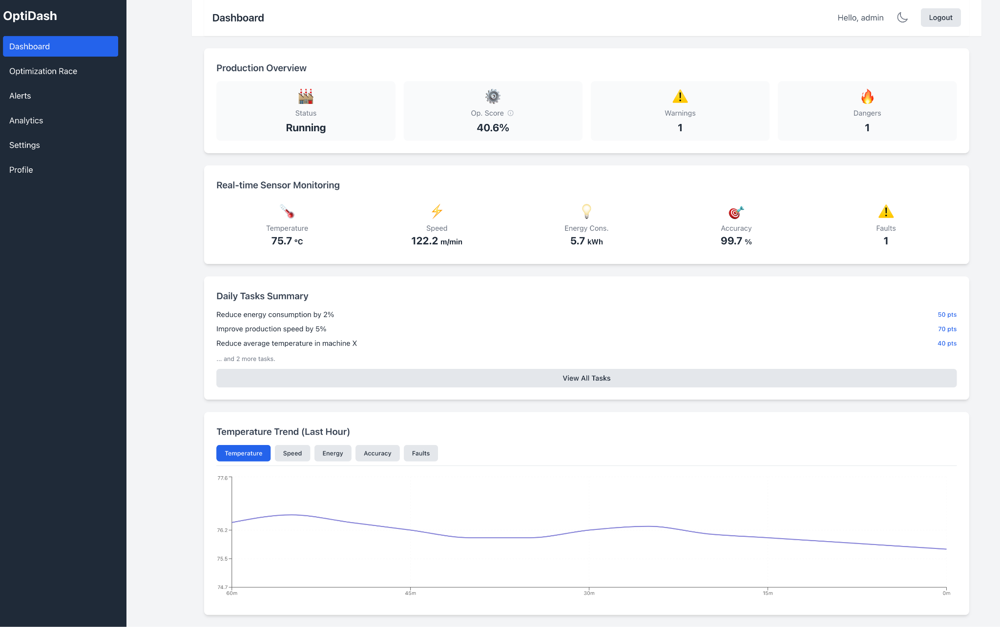 OptiDash
Dashboard
Optimization Race
Alerts
Analytics
Settings
Profile
Dashboard
Hello, admin
Logout
Production Overview
Status
Running
Op. Score
40.6%
Warnings
1
Dangers
1
Real-time Sensor Monitoring
Temperature
75.7 °C
Speed
122.2 m/min
Energy Cons.
5.7 kWh
Accuracy
99.7 %
Faults
1
Daily Tasks Summary
Reduce energy consumption by 2% 50 pts
Improve production speed by 5% 70 pts
Reduce average temperature in machine X 40 pts
... and 2 more tasks.
View All Tasks
Temperature Trend (Last Hour)
Temperature Speed Energy Accuracy Faults
77.6
76.2
75.5
74.7
60m 45m 30m 15m 0m